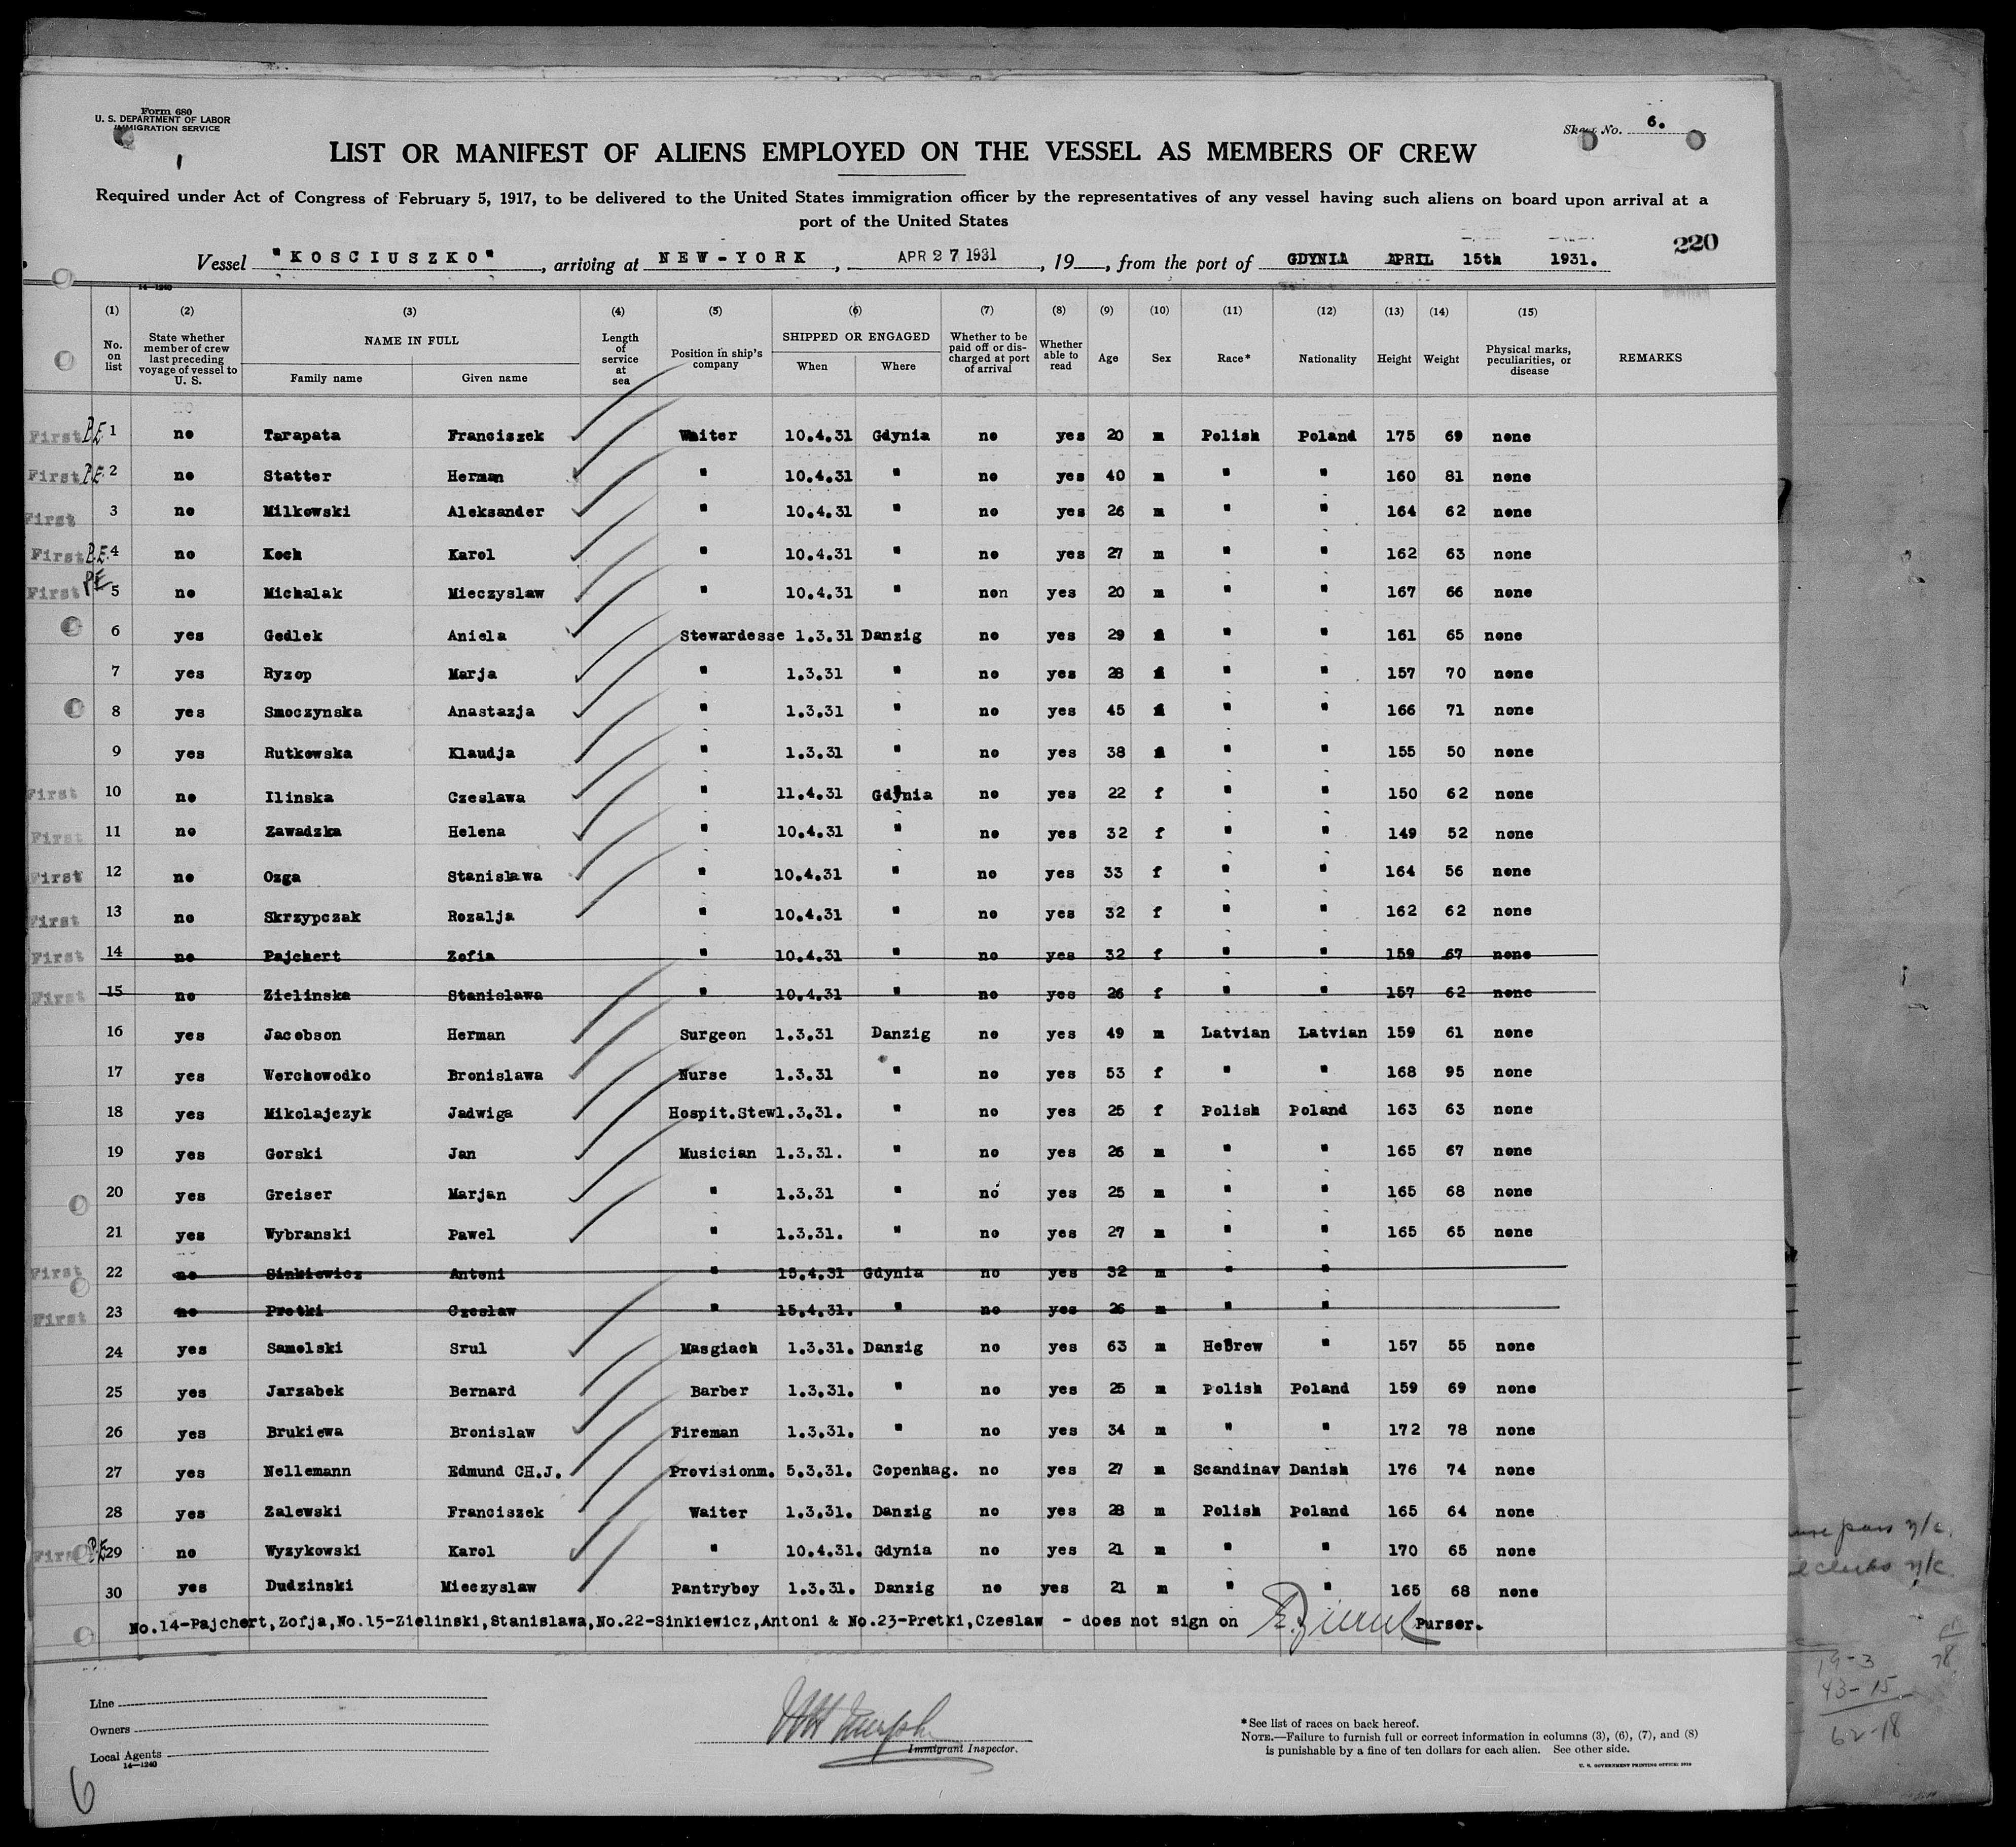 Form 680
U. S. DEPARTMENT OF LABOR
IMMIGRATION SERVICE
Sheet No. 6.
LIST OR MANIFEST OF ALIENS EMPLOYED ON THE VESSEL AS MEMBERS OF CREW
Required under Act of Congress of February 5, 1917, to be delivered to the United States immigration officer by the representatives of any vessel having such aliens on board upon arrival at a
port of the United States
220
Vessel "KOSCIUSZKO", arriving at NEW-YORK, APR 27 1931, 19__, from the port of GDYNIA APRIL 15th 1931.
14—1240
(1) (2) (3) (4) (5) (6) (7) (8) (9) (10) (11) (12) (13) (14) (15)
No. on list State whether member of crew last preceding voyage of vessel to U. S. NAME IN FULL Family name Given name Length of service at sea Position in ship's company SHIPPED OR ENGAGED When Where Whether to be paid off or discharged at port of arrival Whether able to read Age Sex Race* Nationality Height Weight Physical marks, peculiarities, or disease REMARKS
First P.E. 1 no Tarapata Franciszek Waiter 10.4.31 Gdynia no yes 20 m Polish Poland 175 69 none
First P.E. 2 no Statter Herman " 10.4.31 " no yes 40 m " " 160 81 none
First 3 no Milkowski Aleksander " 10.4.31 " no yes 26 m " " 164 62 none
First P.E. 4 no Koch Karol " 10.4.31 " no yes 27 m " " 162 63 none
First PE 5 no Michalak Mieczyslaw " 10.4.31 " non yes 20 m " " 167 66 none
6 yes Gedlek Aniela Stewardesse 1.3.31 Danzig no yes 29 f " " 161 65 none
7 yes Ryzop Marja " 1.3.31 " no yes 28 f " " 157 70 none
8 yes Smoczynska Anastazja " 1.3.31 " no yes 45 f " " 166 71 none
9 yes Rutkowska Klaudja " 1.3.31 " no yes 38 f " " 155 50 none
First 10 no Ilinska Czeslawa " 11.4.31 Gdynia no yes 22 f " " 150 62 none
First 11 no Zawadzka Helena " 10.4.31 " no yes 32 f " " 149 52 none
First 12 no Ozga Stanislawa " 10.4.31 " no yes 33 f " " 164 56 none
First 13 no Skrzypczak Rozalja " 10.4.31 " no yes 32 f " " 162 62 none
First 14 no Pajchert Zofia " 10.4.31 " no yes 32 f " " 159 67 none
First 15 no Zielinska Stanislawa " 10.4.31 " no yes 26 f " " 157 62 none
16 yes Jacobson Herman Surgeon 1.3.31 Danzig no yes 49 m Latvian Latvian 159 61 none
17 yes Werchowodko Bronislawa Nurse 1.3.31 " no yes 53 f " " 168 95 none
18 yes Mikolajczyk Jadwiga Hospit.Stew 1.3.31. " no yes 25 f Polish Poland 163 63 none
19 yes Gorski Jan Musician 1.3.31. " no yes 26 m " " 165 67 none
20 yes Greiser Marjan " 1.3.31 " no yes 25 m " " 165 68 none
21 yes Wybranski Pawel " 1.3.31. " no yes 27 m " " 165 65 none
First 22 no Sinkiewicz Antoni " 15.4.31 Gdynia no yes 32 m " "
First 23 no Pretki Czeslaw " 15.4.31. " no yes 26 m " "
24 yes Samolski Srul Masgiach 1.3.31. Danzig no yes 63 m HeBrew " 157 55 none
25 yes Jarzabek Bernard Barber 1.3.31. " no yes 25 m Polish Poland 159 69 none
26 yes Brukiewa Bronislaw Fireman 1.3.31. " no yes 34 m " " 172 78 none
27 yes Nellemann Edmund CH.J. Provisionm. 5.3.31. Copenhag. no yes 27 m Scandinav Danish 176 74 none
28 yes Zalewski Franciszek Waiter 1.3.31. Danzig no yes 28 m Polish Poland 165 64 none
First PE 29 no Wyzykowski Karol " 10.4.31. Gdynia no yes 21 m " " 170 65 none
30 yes Dudzinski Mieczyslaw Pantryboy 1.3.31. Danzig no yes 21 m " " 165 68 none
No.14-Pajchert,Zofja,No.15-Zielinski,Stanislawa,No.22-Sinkiewicz,Antoni & No.23-Pretki,Czeslaw - does not sign on Purser.
Line
Owners
Local Agents
14—1240
Immigrant Inspector.
*See list of races on back hereof.
NOTE.—Failure to furnish full or correct information in columns (3), (6), (7), and (8)
is punishable by a fine of ten dollars for each alien. See other side.
U. S. GOVERNMENT PRINTING OFFICE: 1930
6
19-3
43-15
62-18